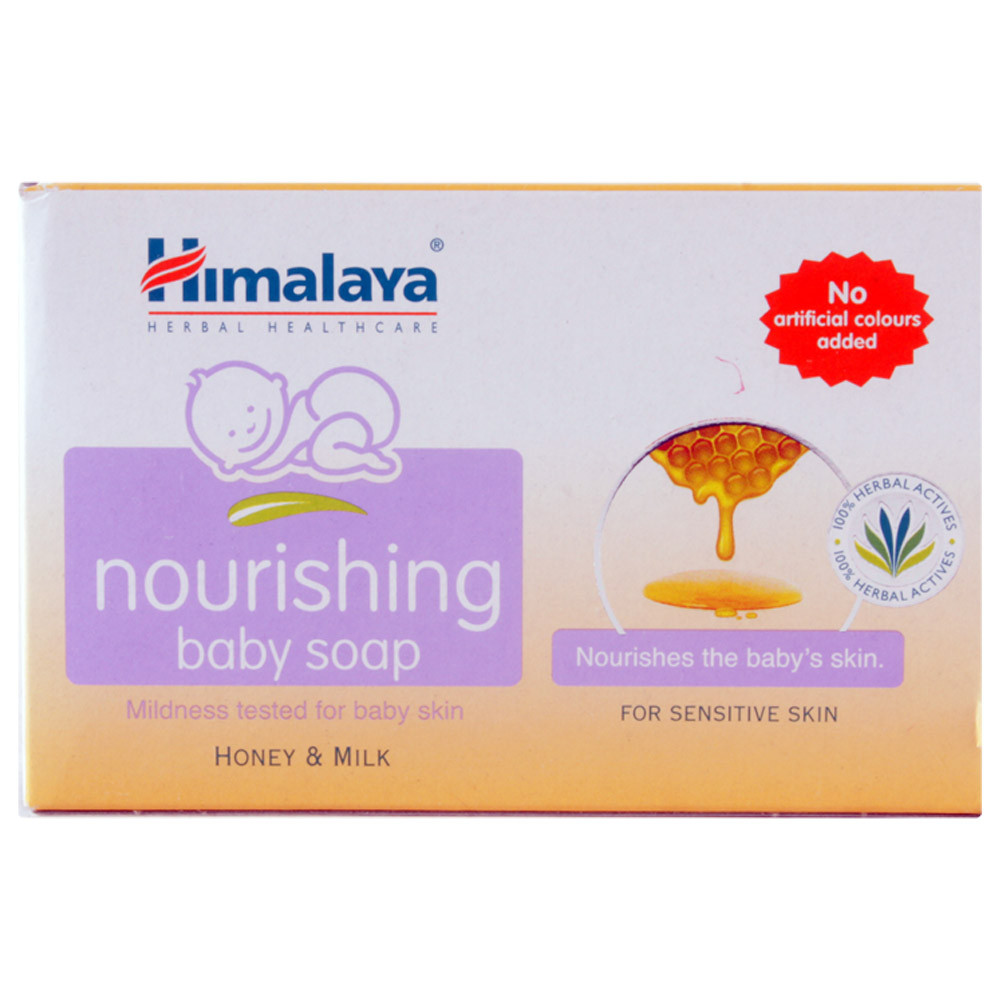 Himalaya®
HERBAL HEALTHCARE
No
artificial colours
added
nourishing
baby soap
Mildness tested for baby skin
HONEY & MILK
100% HERBAL ACTIVES
100% HERBAL ACTIVES
Nourishes the baby's skin.
FOR SENSITIVE SKIN